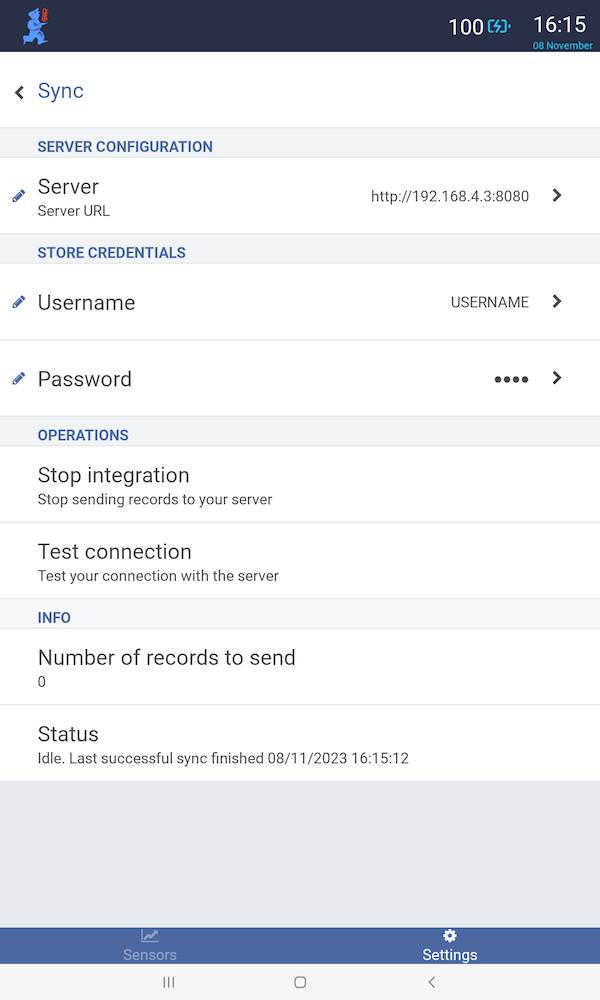 100
16:15
08 November
Sync
SERVER CONFIGURATION
Server
Server URL
http://192.168.4.3:8080
STORE CREDENTIALS
Username
USERNAME
Password
••••
OPERATIONS
Stop integration
Stop sending records to your server
Test connection
Test your connection with the server
INFO
Number of records to send
0
Status
Idle. Last successful sync finished 08/11/2023 16:15:12
Sensors
Settings